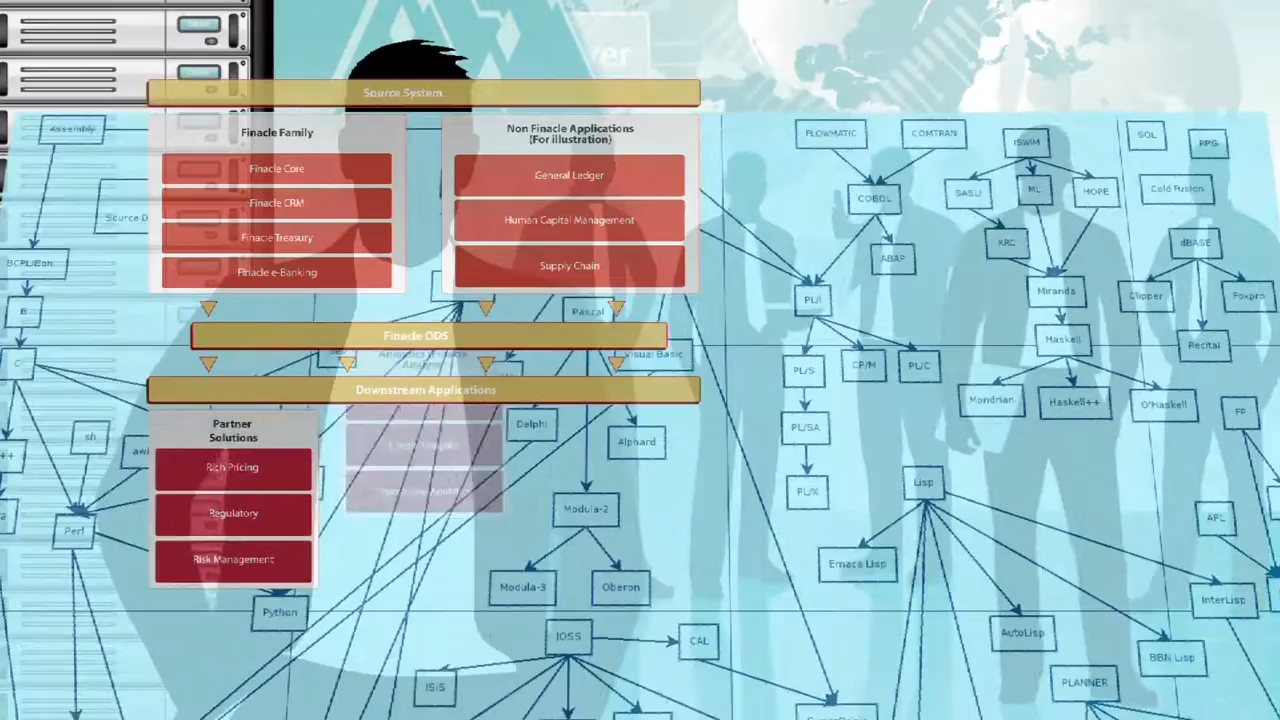 ver
Source System
Assembly
Finacle Family
Finacle Core
Finacle CRM
Finacle Treasury
Finacle e-Banking
Non Finacle Applications
(For illustration)
General Ledger
Human Capital Management
Supply Chain
Source D
BCPL/Bon
B
C
sh
Perl
Pascal
Finacle ODS
Visual Basic
Downstream Applications
Partner
Solutions
Rich Pricing
Regulatory
Risk Management
Python
Delphi
Alphard
Modula-2
Modula-3
Oberon
JOSS
CAL
ISIS
FLOWMATIC
COMTRAN
COBOL
ABAP
PL/I
PL/S
CP/M
PL/C
PL/SA
PL/X
ISWIM
SASL
ML
HOPE
KRC
Miranda
Haskell
Mondrian
Haskell++
O'Haskell
SQL
RPG
Cold Fusion
dBASE
Clipper
Foxpro
Recital
FP
APL
Lisp
Emacs Lisp
InterLisp
AutoLisp
BBN Lisp
PLANNER